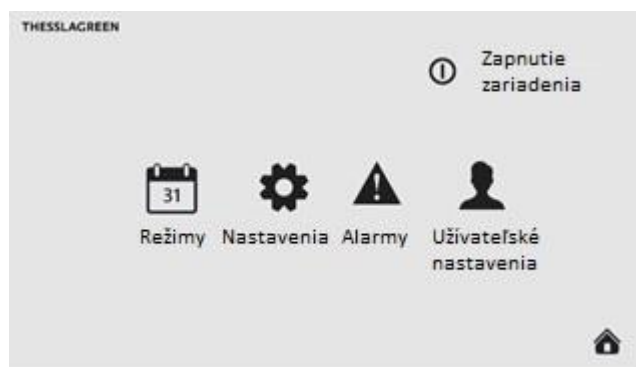 THESSLAGREEN
Zapnutie
zariadenia
31
Režimy Nastavenia Alarmy Užívateľské
nastavenia